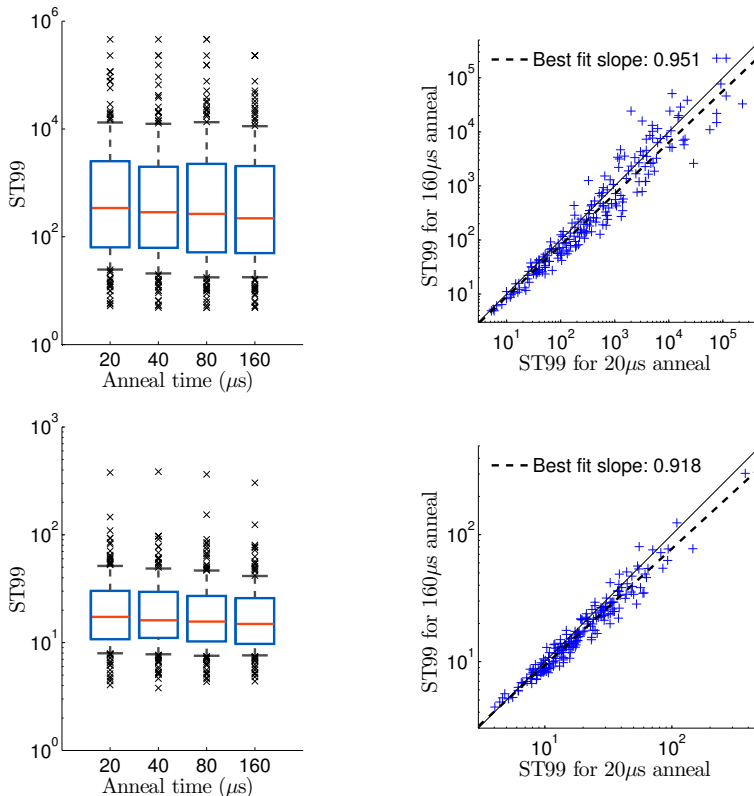 10^6
10^4
10^2
10^0
ST99
20 40 80 160
Anneal time (μs)
Best fit slope: 0.951
10^5
10^4
10^3
10^2
10^1
ST99 for 160μs anneal
10^1 10^2 10^3 10^4 10^5
ST99 for 20μs anneal
10^3
10^2
10^1
10^0
ST99
20 40 80 160
Anneal time (μs)
Best fit slope: 0.918
10^2
10^1
ST99 for 160μs anneal
10^1 10^2
ST99 for 20μs anneal